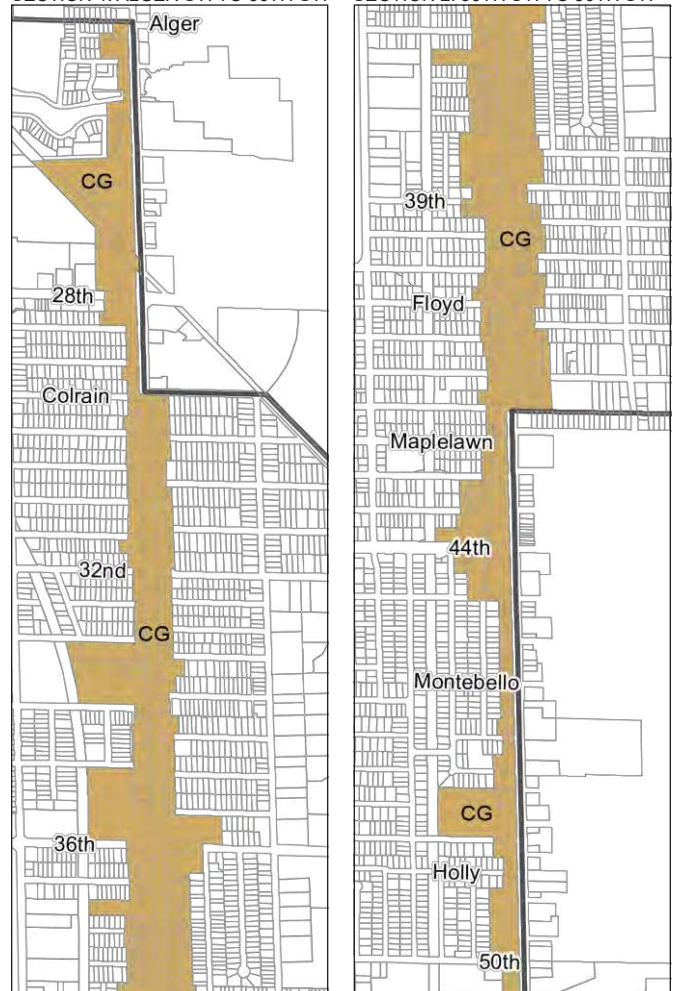 Alger
CG
28th
Colrain
32nd
CG
36th
39th
CG
Floyd
Maplelawn
44th
Montebello
CG
Holly
50th